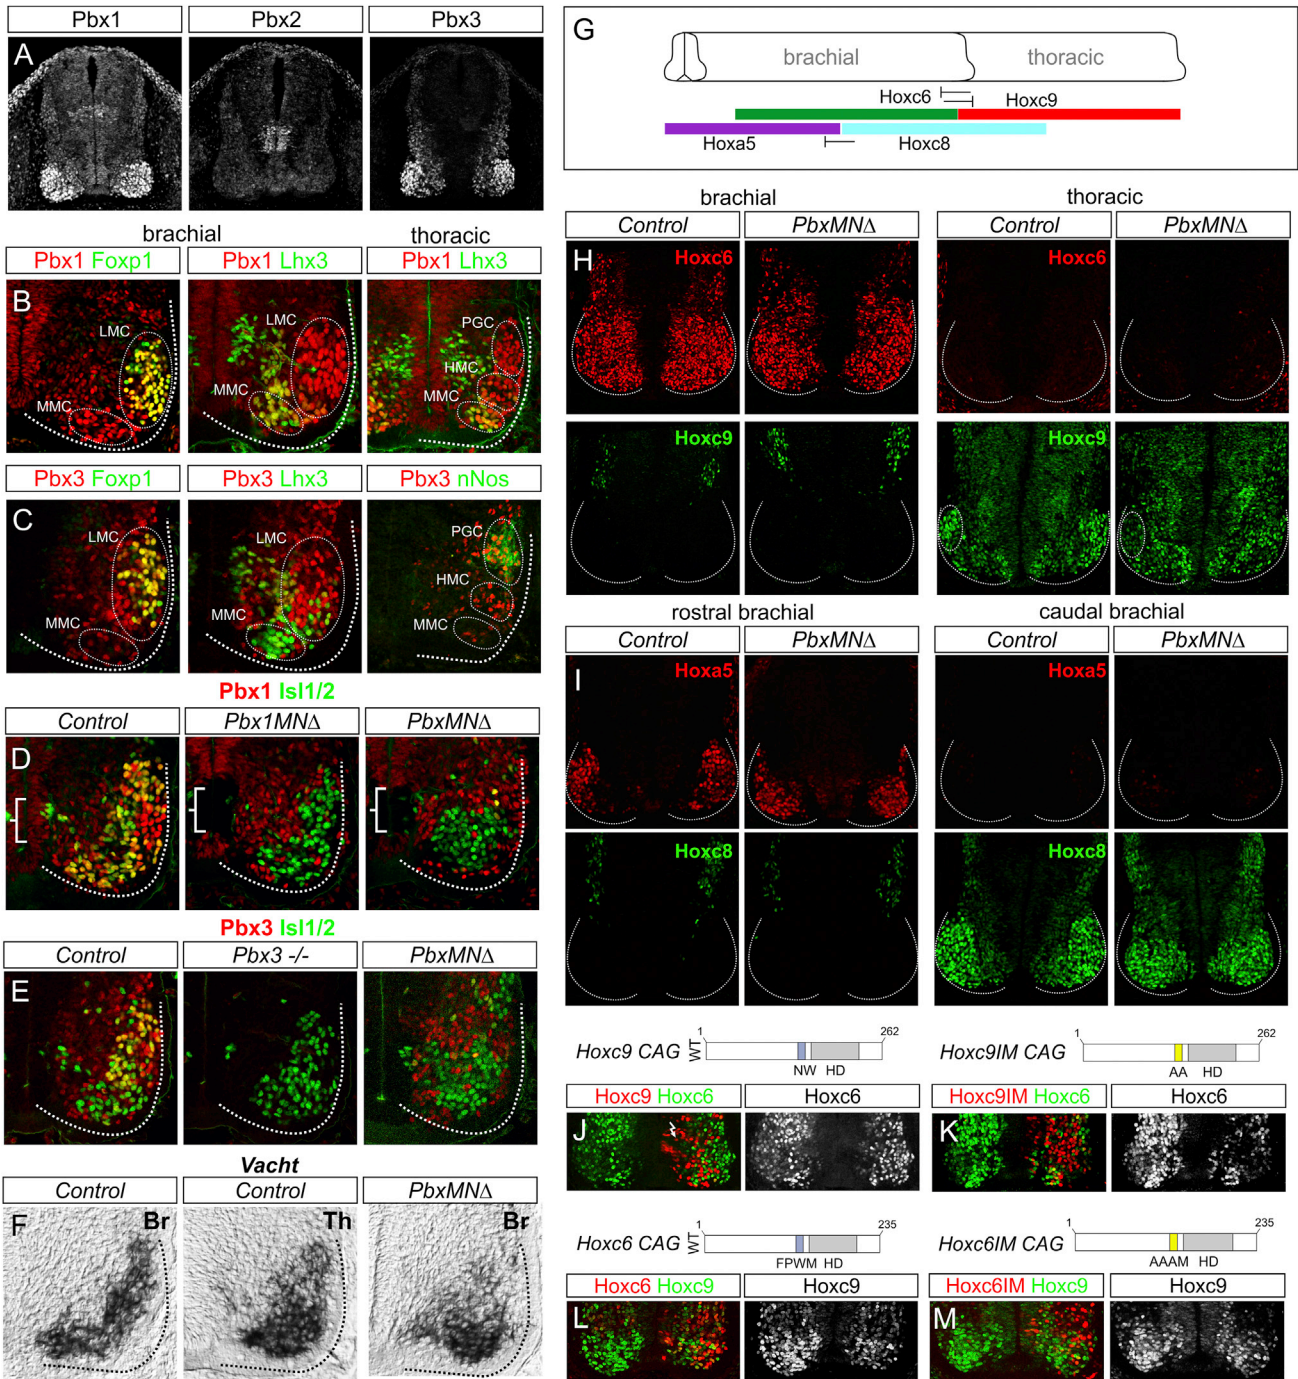 Pbx1 Pbx2 Pbx3
A
brachial thoracic
Pbx1 Foxp1 Pbx1 Lhx3 Pbx1 Lhx3
B
LMC LMC PGC
HMC
MMC MMC MMC
Pbx3 Foxp1 Pbx3 Lhx3 Pbx3 nNos
C
LMC LMC PGC
HMC
MMC MMC MMC
Pbx1 Isl1/2
Control Pbx1MNΔ PbxMNΔ
D
Pbx3 Isl1/2
Control Pbx3 -/- PbxMNΔ
E
Vacht
Control Control PbxMNΔ
F Br Th Br
G
brachial thoracic
Hoxc6 Hoxc9
Hoxa5 Hoxc8
brachial thoracic
Control PbxMNΔ Control PbxMNΔ
H Hoxc6 Hoxc6
Hoxc9 Hoxc9
rostral brachial caudal brachial
Control PbxMNΔ Control PbxMNΔ
I Hoxa5 Hoxa5
Hoxc8 Hoxc8
1 262 1 262
Hoxc9 CAG WT Hoxc9IM CAG
NW HD AA HD
Hoxc9 Hoxc6 Hoxc6 Hoxc9IM Hoxc6 Hoxc6
J K
1 235 1 235
Hoxc6 CAG WT Hoxc6IM CAG
FPWM HD AAAM HD
Hoxc6 Hoxc9 Hoxc9 Hoxc6IM Hoxc9 Hoxc9
L M